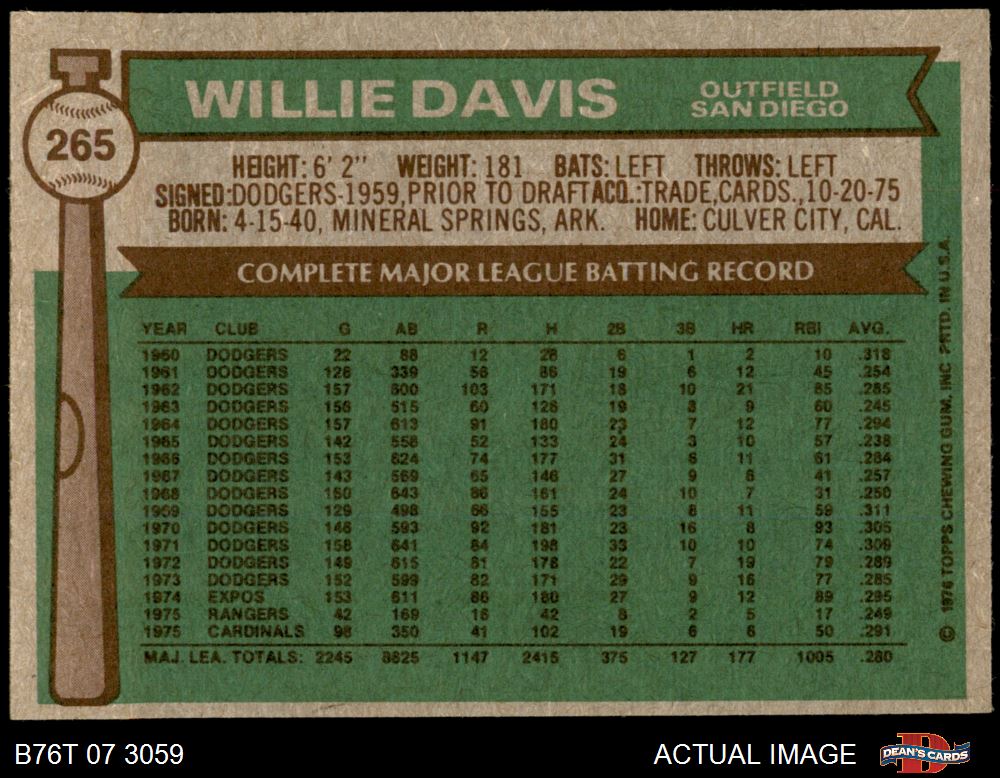 265
WILLIE DAVIS
OUTFIELD
SAN DIEGO
HEIGHT: 6' 2'' WEIGHT: 181 BATS: LEFT THROWS: LEFT
SIGNED:DODGERS-1959,PRIOR TO DRAFT ACQ.:TRADE,CARDS.,10-20-75
BORN: 4-15-40, MINERAL SPRINGS, ARK. HOME: CULVER CITY, CAL.
COMPLETE MAJOR LEAGUE BATTING RECORD
YEAR CLUB G AB R H 2B 3B HR RBI AVG.
1960 DODGERS 22 88 12 28 6 1 2 10 .318
1961 DODGERS 128 339 56 86 19 6 12 45 .254
1962 DODGERS 157 600 103 171 18 10 21 85 .285
1963 DODGERS 156 515 60 126 19 8 9 60 .245
1964 DODGERS 157 613 91 180 23 7 12 77 .294
1965 DODGERS 142 558 52 133 24 3 10 57 .238
1966 DODGERS 153 624 74 177 31 6 11 61 .284
1967 DODGERS 143 569 65 146 27 9 6 41 .257
1968 DODGERS 160 643 86 161 24 10 7 31 .250
1969 DODGERS 129 498 66 155 23 8 11 59 .311
1970 DODGERS 146 593 92 181 23 16 8 93 .305
1971 DODGERS 158 641 84 198 33 10 10 74 .309
1972 DODGERS 149 615 81 178 22 7 19 79 .289
1973 DODGERS 152 599 82 171 29 9 16 77 .285
1974 EXPOS 153 611 86 180 27 9 12 89 .295
1975 RANGERS 42 169 16 42 8 2 5 17 .249
1975 CARDINALS 98 350 41 102 19 6 6 50 .291
MAJ. LEA. TOTALS: 2245 8625 1147 2415 375 127 177 1005 .280
© 1976 TOPPS CHEWING GUM, INC PRTD. IN U.S.A.
B76T 07 3059
ACTUAL IMAGE
DEAN'S CARDS